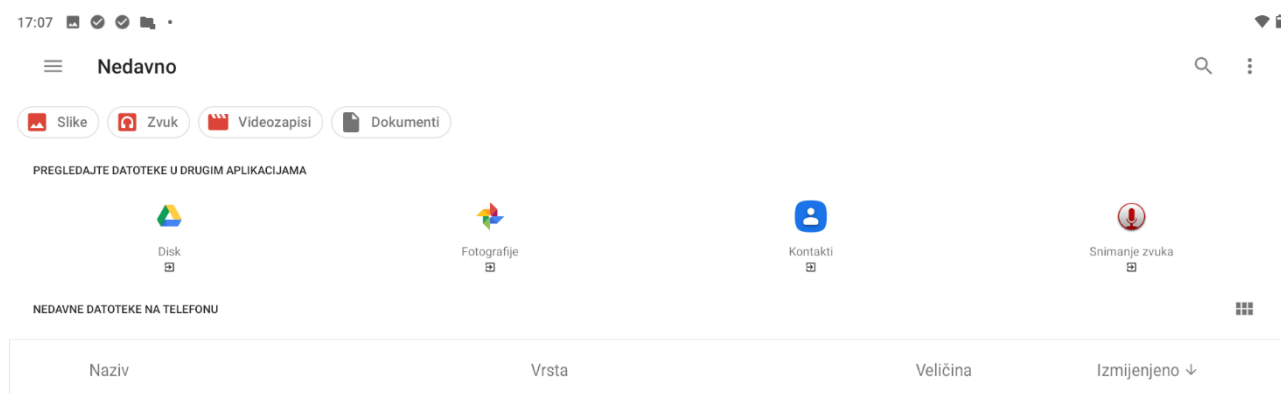 17:07
Nedavno
Slike Zvuk Videozapisi Dokumenti
PREGLEDAJTE DATOTEKE U DRUGIM APLIKACIJAMA
Disk Fotografije Kontakti Snimanje zvuka
NEDAVNE DATOTEKE NA TELEFONU
Naziv Vrsta Veličina Izmijenjeno